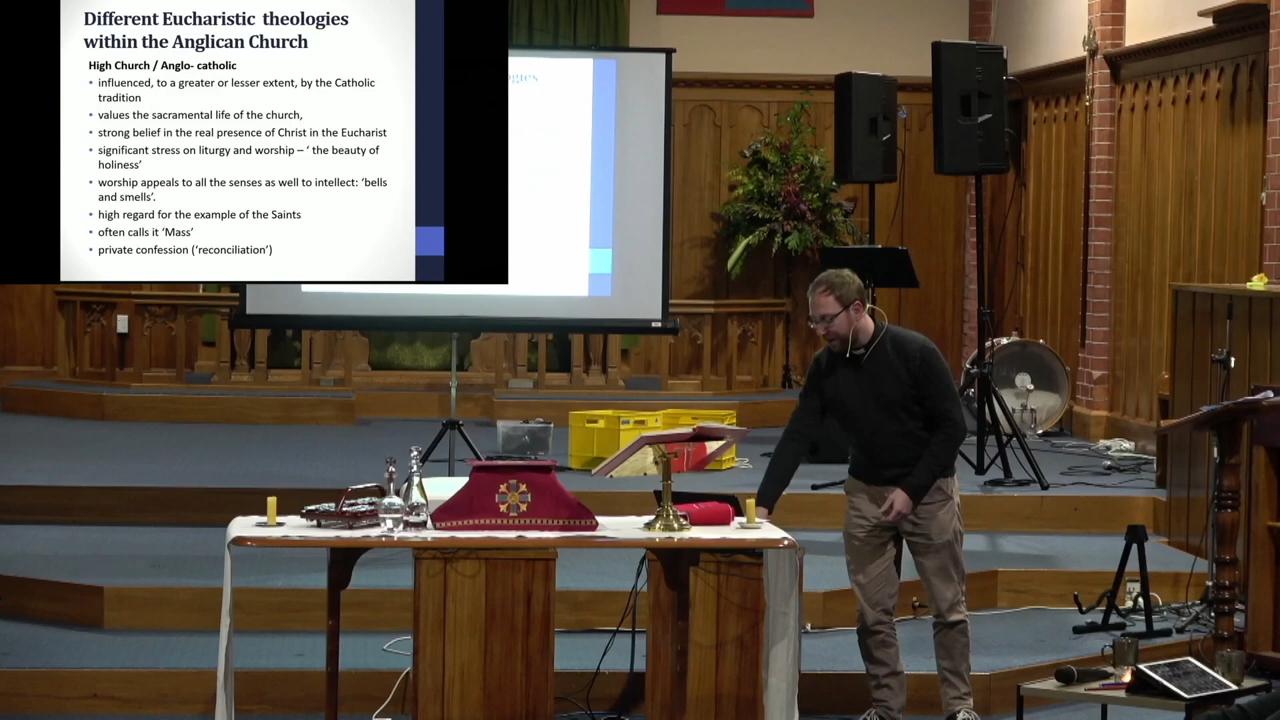 Different Eucharistic theologies
within the Anglican Church
High Church / Anglo- catholic
• influenced, to a greater or lesser extent, by the Catholic
tradition
• values the sacramental life of the church,
• strong belief in the real presence of Christ in the Eucharist
• significant stress on liturgy and worship – ‘ the beauty of
holiness’
• worship appeals to all the senses as well to intellect: ‘bells
and smells’.
• high regard for the example of the Saints
• often calls it ‘Mass’
• private confession (‘reconciliation’)